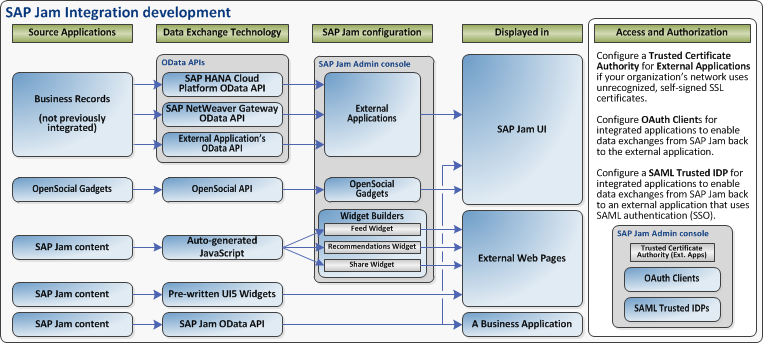 SAP Jam Integration development
Source Applications
Data Exchange Technology
SAP Jam configuration
Displayed in
Access and Authorization
Business Records
(not previously
integrated)
OData APIs
SAP HANA Cloud
Platform OData API
SAP NetWeaver Gateway
OData API
External Application's
OData API
SAP Jam Admin console
External
Applications
SAP Jam UI
OpenSocial Gadgets
OpenSocial API
OpenSocial
Gadgets
SAP Jam content
Auto-generated
JavaScript
Widget Builders
Feed Widget
Recommendations Widget
Share Widget
External Web Pages
SAP Jam content
Pre-written UI5 Widgets
SAP Jam content
SAP Jam OData API
A Business Application
Configure a Trusted Certificate
Authority for External Applications
if your organization's network uses
unrecognized, self-signed SSL
certificates.
Configure OAuth Clients for
integrated applications to enable
data exchanges from SAP Jam back
to the external application.
Configure a SAML Trusted IDP for
integrated applications to enable
data exchanges from SAP Jam back
to an external application that uses
SAML authentication (SSO).
SAP Jam Admin console
Trusted Certificate
Authority (Ext. Apps)
OAuth Clients
SAML Trusted IDPs